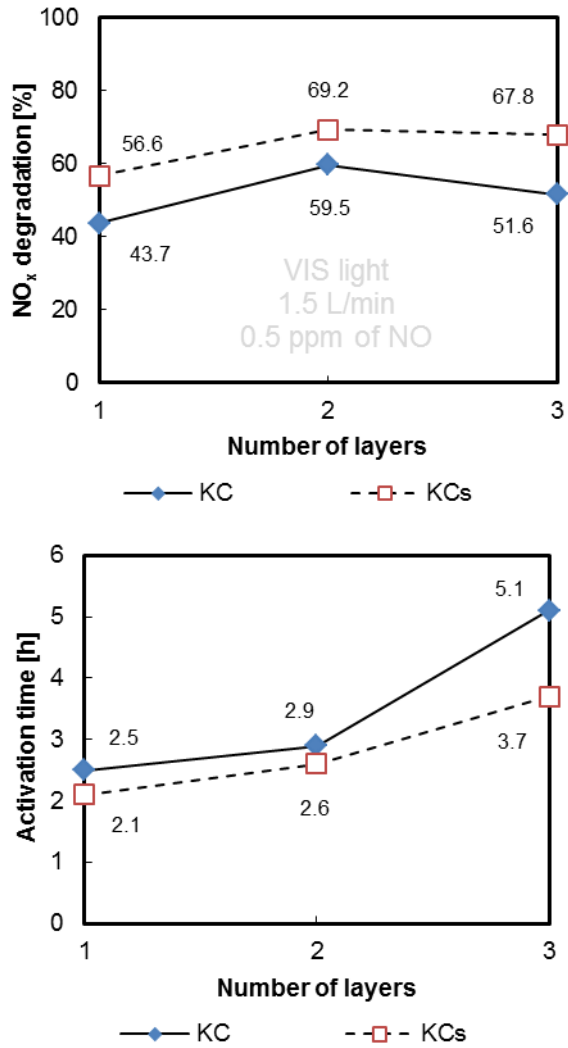 NOx degradation [%]
100
80
60
40
20
0
56.6
69.2
67.8
43.7
59.5
51.6
VIS light
1.5 L/min
0.5 ppm of NO
1 2 3
Number of layers
KC KCs
Activation time [h]
6
5
4
3
2
1
0
5.1
2.5
2.9
3.7
2.1
2.6
1 2 3
Number of layers
KC KCs